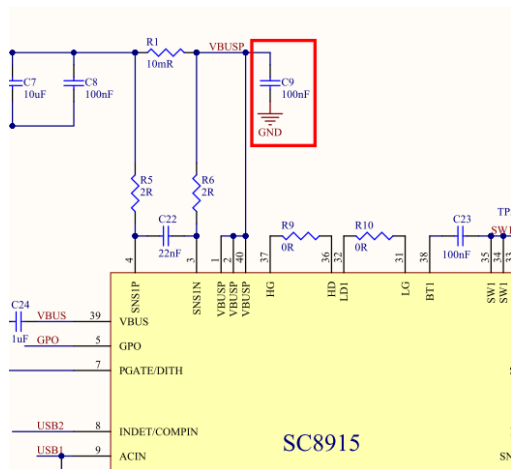 R1
VBUSP
10mR
C7
10uF
C8
100nF
C9
100nF
GND
R5
2R
R6
2R
C22
22nF
R9
0R
R10
0R
C23
100nF
TP
SW1
4
3
1
2
40
37
36
32
31
38
35
34
33
SNS1P
SNS1N
VBUSP
VBUSP
VBUSP
HG
HD
LD1
LG
BT1
SW1
SW1
C24
1uF
VBUS
39
VBUS
GPO
5
GPO
7
PGATE/DITH
USB2
8
INDET/COMPIN
USB1
9
ACIN
SC8915
SN